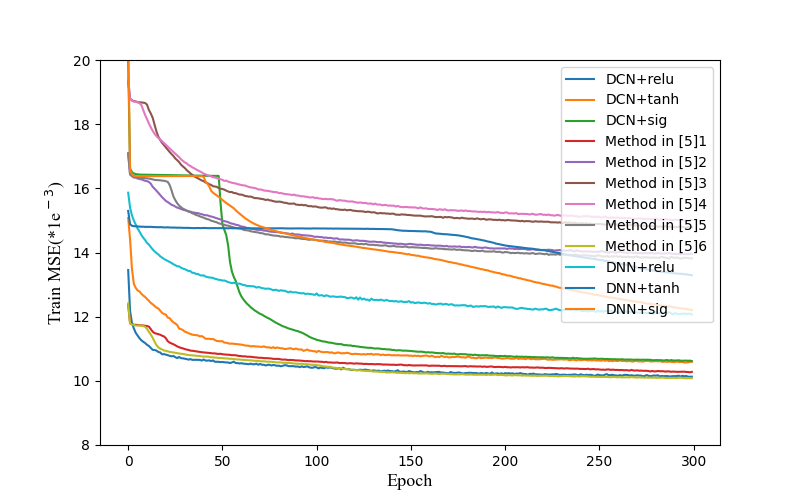 20
18
16
14
12
10
8
Train MSE(*1e⁻³)
0
50
100
150
200
250
300
Epoch
DCN+relu
DCN+tanh
DCN+sig
Method in [5]1
Method in [5]2
Method in [5]3
Method in [5]4
Method in [5]5
Method in [5]6
DNN+relu
DNN+tanh
DNN+sig